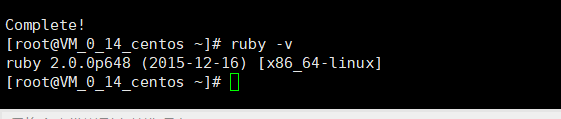 Complete!
[root@VM_0_14_centos ~]# ruby -v
ruby 2.0.0p648 (2015-12-16) [x86_64-linux]
[root@VM_0_14_centos ~]#